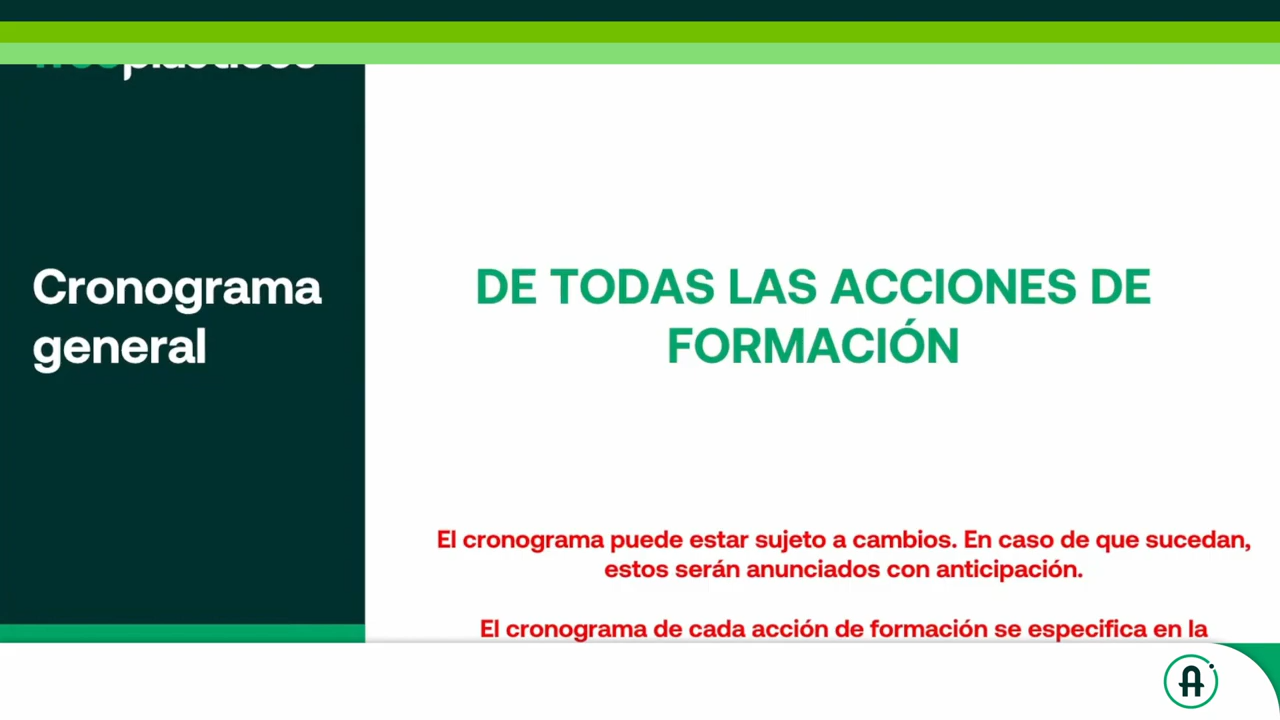 Cronograma
general
DE TODAS LAS ACCIONES DE
FORMACIÓN
El cronograma puede estar sujeto a cambios. En caso de que sucedan,
estos serán anunciados con anticipación.
El cronograma de cada acción de formación se especifica en la
A